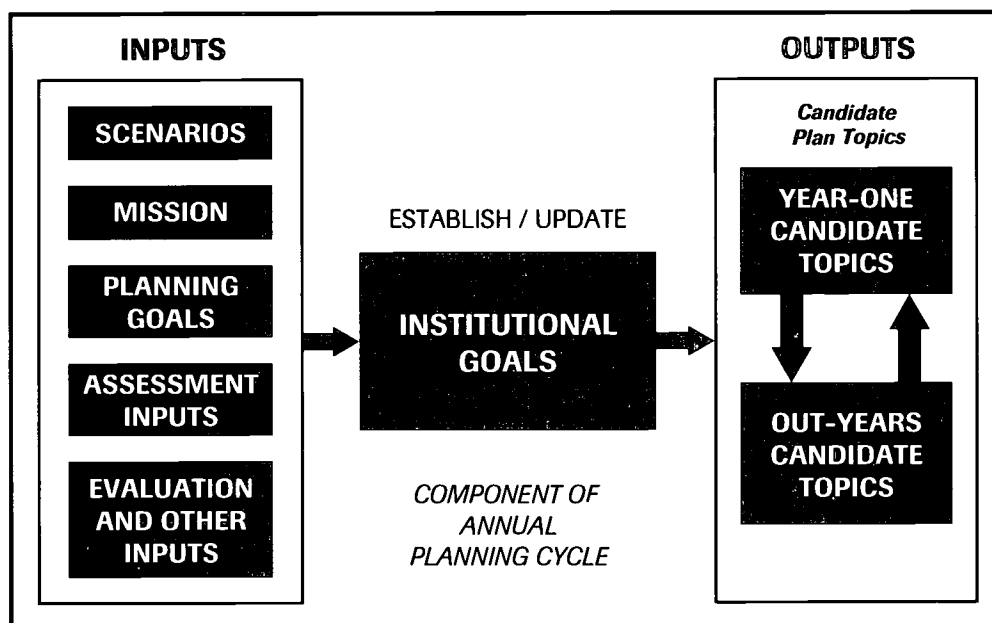 INPUTS
SCENARIOS
MISSION
PLANNING
GOALS
ASSESSMENT
INPUTS
EVALUATION
AND OTHER
INPUTS
ESTABLISH / UPDATE
INSTITUTIONAL
GOALS
COMPONENT OF
ANNUAL
PLANNING CYCLE
OUTPUTS
Candidate
Plan Topics
YEAR-ONE
CANDIDATE
TOPICS
OUT-YEARS
CANDIDATE
TOPICS